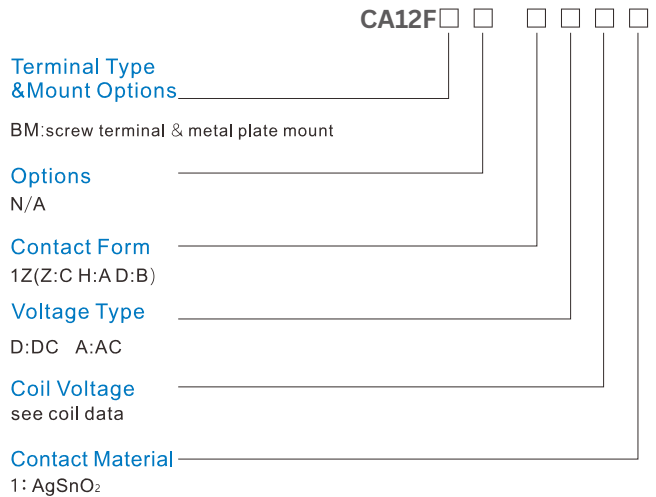 CA12F□ □ □ □ □ □
Terminal Type
&Mount Options
BM:screw terminal & metal plate mount
Options
N/A
Contact Form
1Z(Z:C H:A D:B)
Voltage Type
D:DC A:AC
Coil Voltage
see coil data
Contact Material
1: AgSnO₂